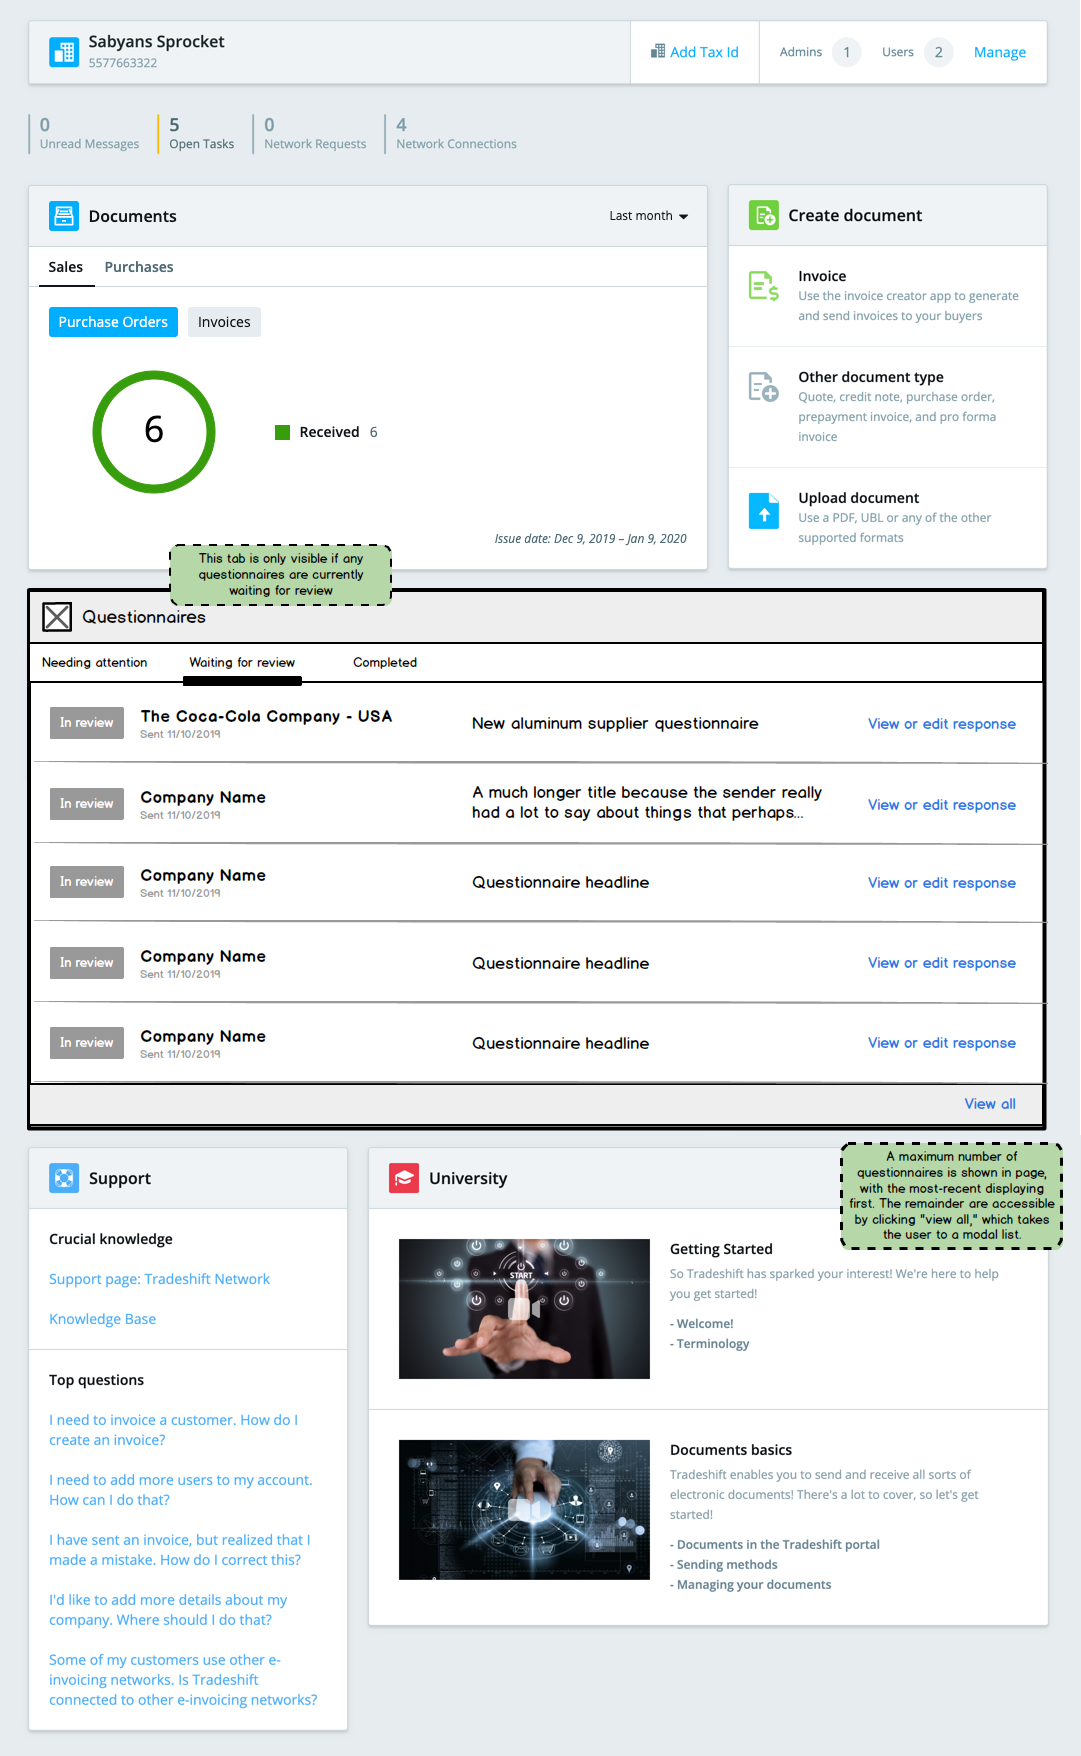 Sabyans Sprocket
5577663322
Add Tax Id
Admins 1 Users 2 Manage
0
Unread Messages
5
Open Tasks
0
Network Requests
4
Network Connections
Documents
Last month
Sales Purchases
Purchase Orders Invoices
6
Received 6
Issue date: Dec 9, 2019 – Jan 9, 2020
Create document
Invoice
Use the invoice creator app to generate
and send invoices to your buyers
Other document type
Quote, credit note, purchase order,
prepayment invoice, and pro forma
invoice
Upload document
Use a PDF, UBL or any of the other
supported formats
This tab is only visible if any
questionnaires are currently
waiting for review
Questionnaires
Needing attention Waiting for review Completed
In review
The Coca-Cola Company - USA
Sent 11/10/2019
New aluminum supplier questionnaire
View or edit response
In review
Company Name
Sent 11/10/2019
A much longer title because the sender really
had a lot to say about things that perhaps...
View or edit response
In review
Company Name
Sent 11/10/2019
Questionnaire headline
View or edit response
In review
Company Name
Sent 11/10/2019
Questionnaire headline
View or edit response
In review
Company Name
Sent 11/10/2019
Questionnaire headline
View or edit response
View all
A maximum number of
questionnaires is shown in page,
with the most-recent displaying
first. The remainder are accessible
by clicking "view all," which takes
the user to a modal list.
Support
Crucial knowledge
Support page: Tradeshift Network
Knowledge Base
Top questions
I need to invoice a customer. How do I
create an invoice?
I need to add more users to my account.
How can I do that?
I have sent an invoice, but realized that I
made a mistake. How do I correct this?
I'd like to add more details about my
company. Where should I do that?
Some of my customers use other e-
invoicing networks. Is Tradeshift
connected to other e-invoicing networks?
University
START
Getting Started
So Tradeshift has sparked your interest! We're here to help
you get started!
- Welcome!
- Terminology
Documents basics
Tradeshift enables you to send and receive all sorts of
electronic documents! There's a lot to cover, so let's get
started!
- Documents in the Tradeshift portal
- Sending methods
- Managing your documents